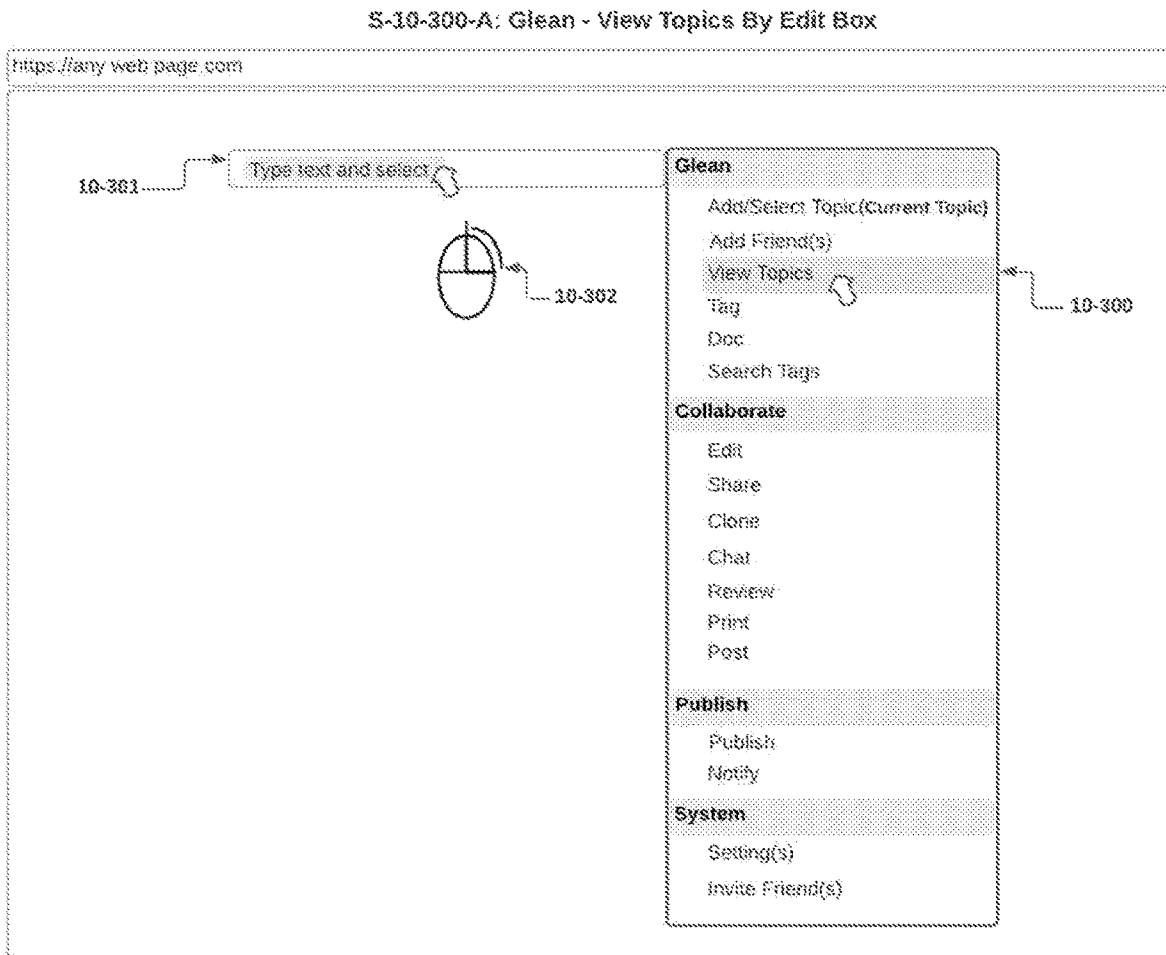 S-10-300-A: Glean - View Topics By Edit Box
https://any web page.com
10-301
Type text and select
10-302
Glean
Add/Select Topic(Current Topic)
Add Friend(s)
View Topics
10-300
Tag
Doc
Search Tags
Collaborate
Edit
Share
Clone
Chat
Review
Print
Post
Publish
Publish
Notify
System
Setting(s)
Invite Friend(s)